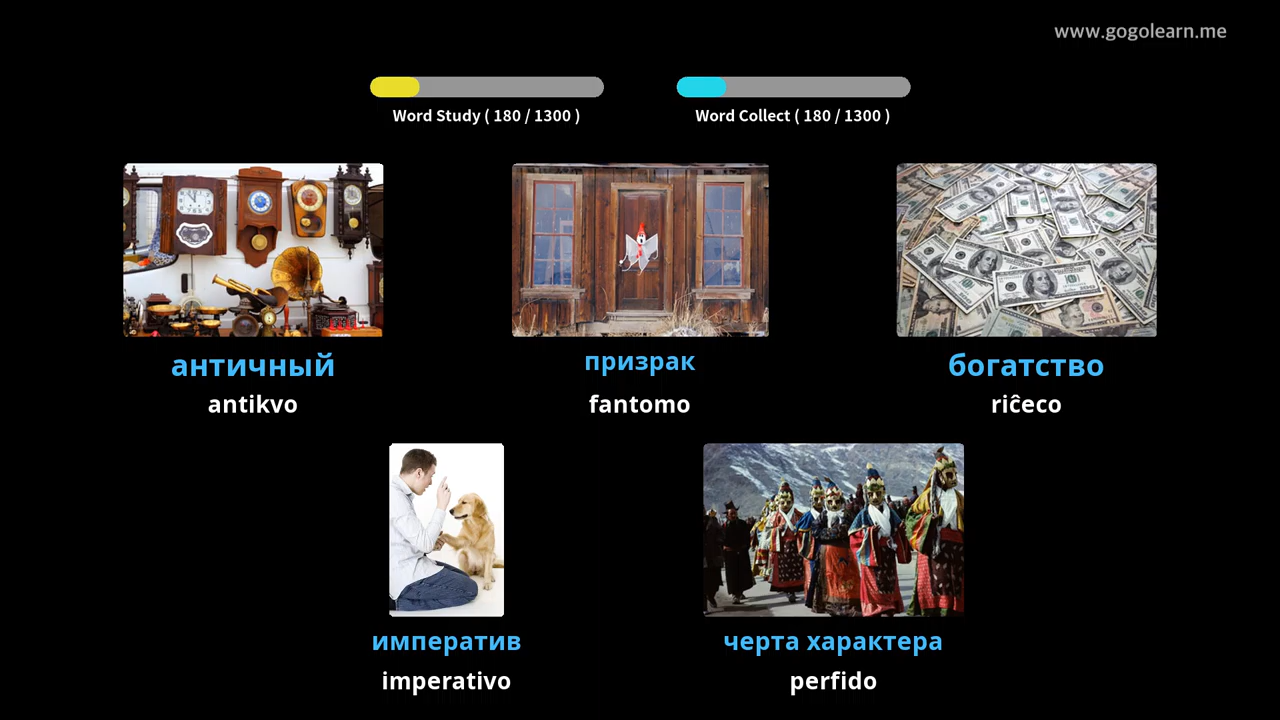 www.gogolearn.me
Word Study ( 180 / 1300 )
Word Collect ( 180 / 1300 )
античный
antikvo
призрак
fantomo
богатство
riĉeco
императив
imperativo
черта характера
perfido